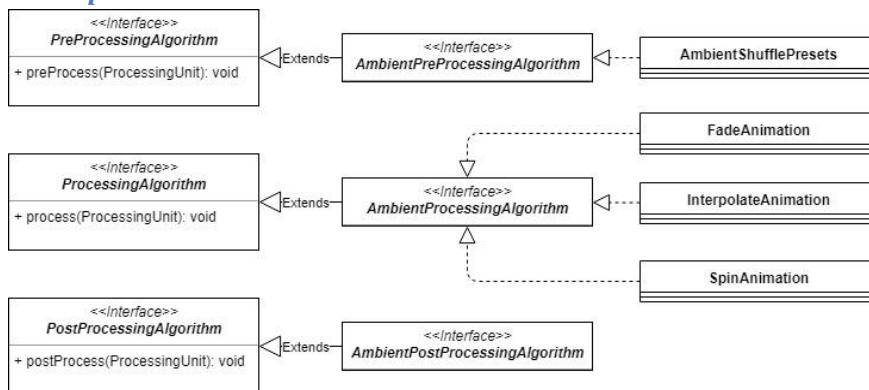 <<Interface>>
PreProcessingAlgorithm
+ preProcess(ProcessingUnit): void
Extends
<<Interface>>
AmbientPreProcessingAlgorithm
AmbientShufflePresets
FadeAnimation
<<Interface>>
ProcessingAlgorithm
+ process(ProcessingUnit): void
Extends
<<Interface>>
AmbientProcessingAlgorithm
InterpolateAnimation
SpinAnimation
<<Interface>>
PostProcessingAlgorithm
+ postProcess(ProcessingUnit): void
Extends
<<Interface>>
AmbientPostProcessingAlgorithm